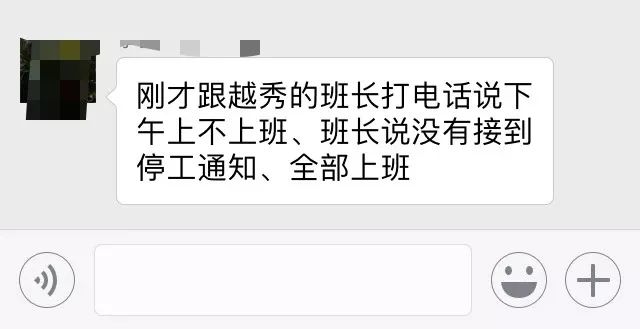 刚才跟越秀的班长打电话说下
午上不上班、班长说没有接到
停工通知、全部上班